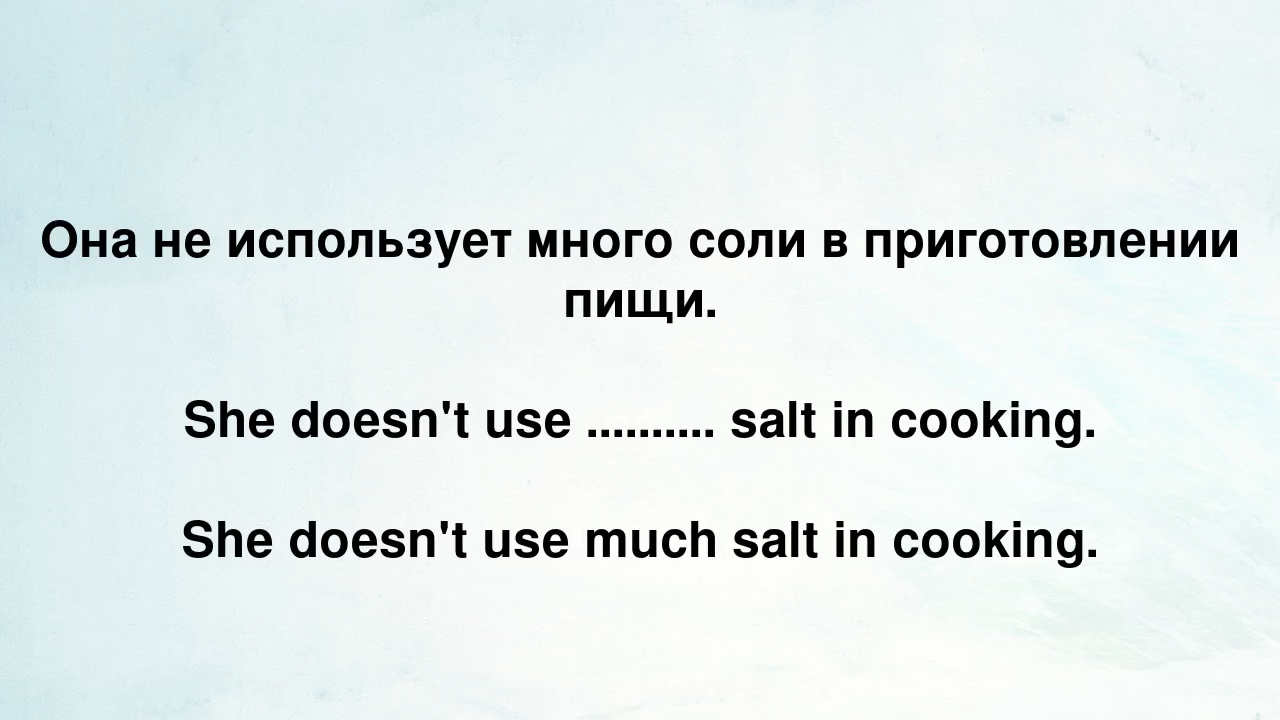 Она не использует много соли в приготовлении
пищи.
She doesn't use .......... salt in cooking.
She doesn't use much salt in cooking.